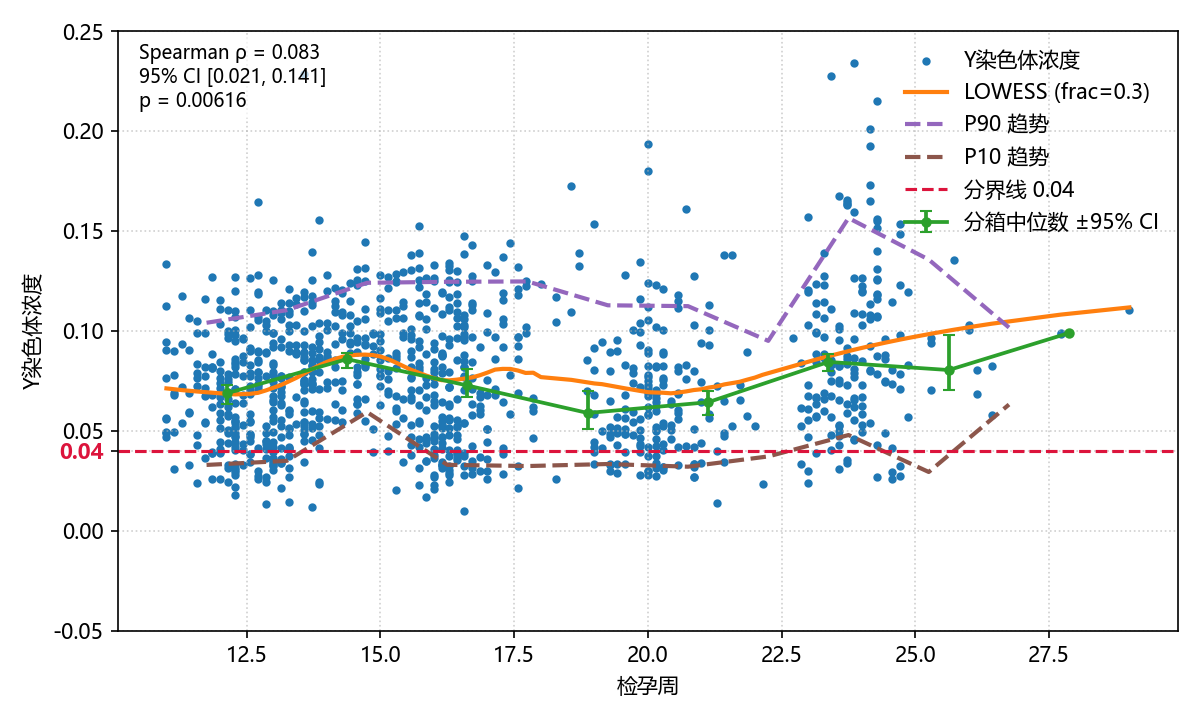 Spearman ρ = 0.083
95% CI [0.021, 0.141]
p = 0.00616
Y染色体浓度
LOWESS (frac=0.3)
P90 趋势
P10 趋势
分界线 0.04
分箱中位数 ±95% CI
Y染色体浓度
0.25
0.20
0.15
0.10
0.05
0.04
0.00
-0.05
12.5
15.0
17.5
20.0
22.5
25.0
27.5
检孕周